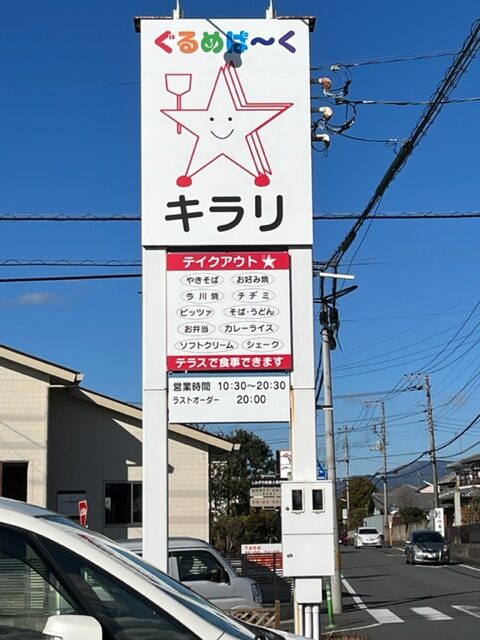 ぐるめぱ〜く
キラリ
テイクアウト★
やきそば お好み焼
今川焼 チヂミ
ピッツァ そば・うどん
お弁当 カレーライス
ソフトクリーム シェーク
テラスで食事できます
営業時間 10:30〜20:30
ラストオーダー 20:00